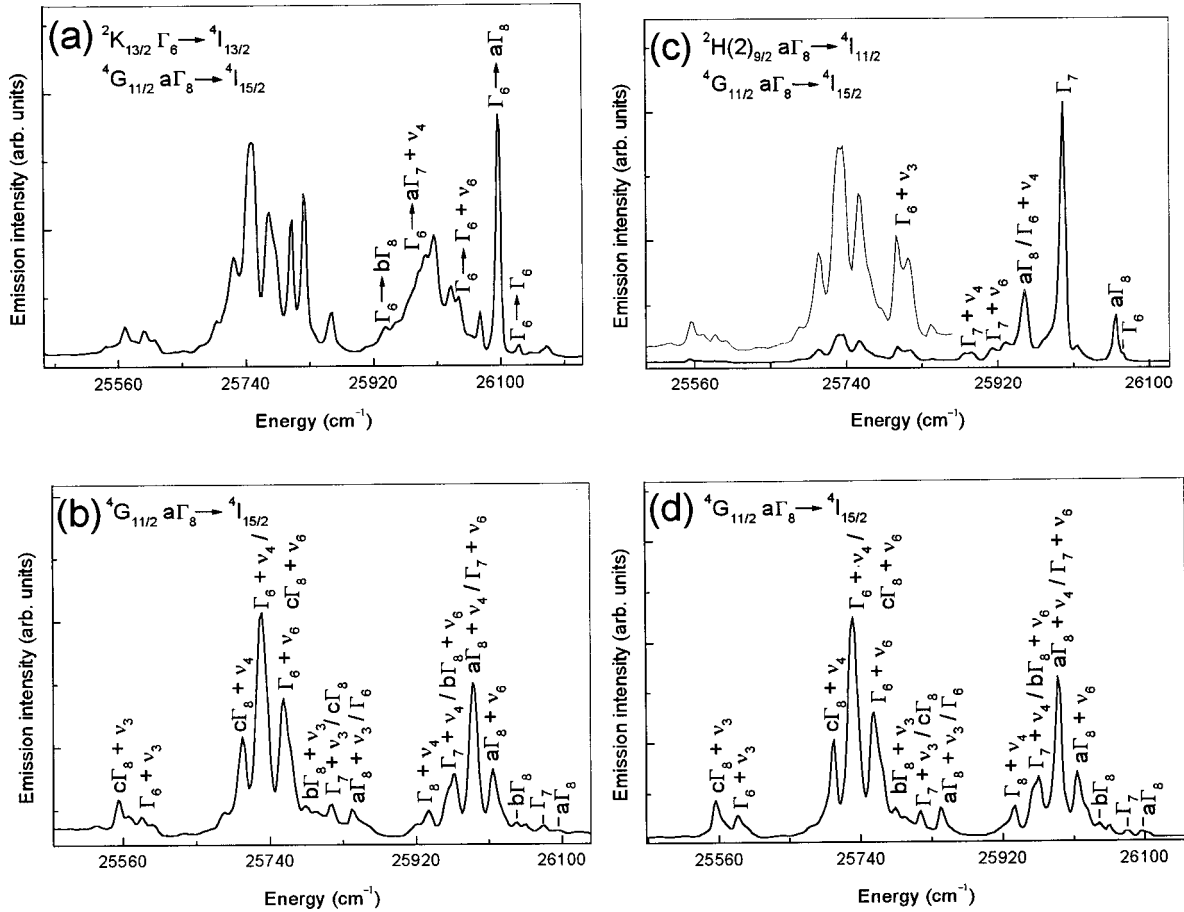 (a) ²K₁₃/₂ Γ₆ → ⁴I₁₃/₂
⁴G₁₁/₂ aΓ₈ → ⁴I₁₅/₂
Emission intensity (arb. units)
Γ₆ → bΓ₈
Γ₆ → aΓ₇ + ν₄
Γ₆ → Γ₆ + ν₆
Γ₆ → aΓ₈
Γ₆ → Γ₆
25560 25740 25920 26100
Energy (cm⁻¹)
(c) ²H(2)₉/₂ aΓ₈ → ⁴I₁₁/₂
⁴G₁₁/₂ aΓ₈ → ⁴I₁₅/₂
Emission intensity (arb. units)
Γ₆ + ν₃
Γ₇ + ν₄
Γ₇ + ν₆
aΓ₈ / Γ₆ + ν₄
Γ₇
aΓ₈
Γ₆
25560 25740 25920 26100
Energy (cm⁻¹)
(b) ⁴G₁₁/₂ aΓ₈ → ⁴I₁₅/₂
Emission intensity (arb. units)
cΓ₈ + ν₃
Γ₆ + ν₃
cΓ₈ + ν₄
Γ₆ + ν₄ /
cΓ₈ + ν₆
Γ₆ + ν₆
bΓ₈ + ν₃
Γ₇ + ν₃ / cΓ₈
aΓ₈ + ν₃ / Γ₆
Γ₈ + ν₄
Γ₇ + ν₄ / bΓ₈ + ν₆
aΓ₈ + ν₄ / Γ₇ + ν₆
aΓ₈ + ν₆
bΓ₈
Γ₇
aΓ₈
25560 25740 25920 26100
Energy (cm⁻¹)
(d) ⁴G₁₁/₂ aΓ₈ → ⁴I₁₅/₂
Emission intensity (arb. units)
cΓ₈ + ν₃
Γ₆ + ν₃
cΓ₈ + ν₄
Γ₆ + ν₄ /
cΓ₈ + ν₆
Γ₆ + ν₆
bΓ₈ + ν₃
Γ₇ + ν₃ / cΓ₈
aΓ₈ + ν₃ / Γ₆
Γ₈ + ν₄
Γ₇ + ν₄ / bΓ₈ + ν₆
aΓ₈ + ν₄ / Γ₇ + ν₆
aΓ₈ + ν₆
bΓ₈
Γ₇
aΓ₈
25560 25740 25920 26100
Energy (cm⁻¹)